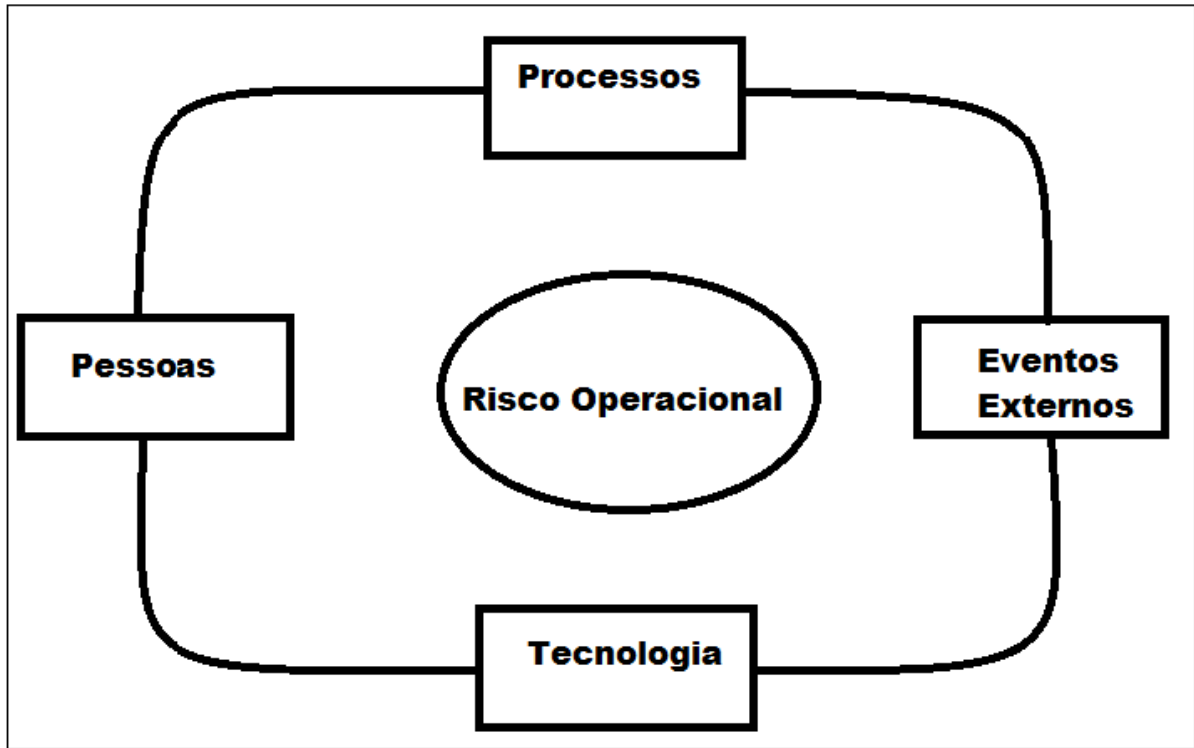 Processos
Pessoas
Risco Operacional
Eventos
Externos
Tecnologia